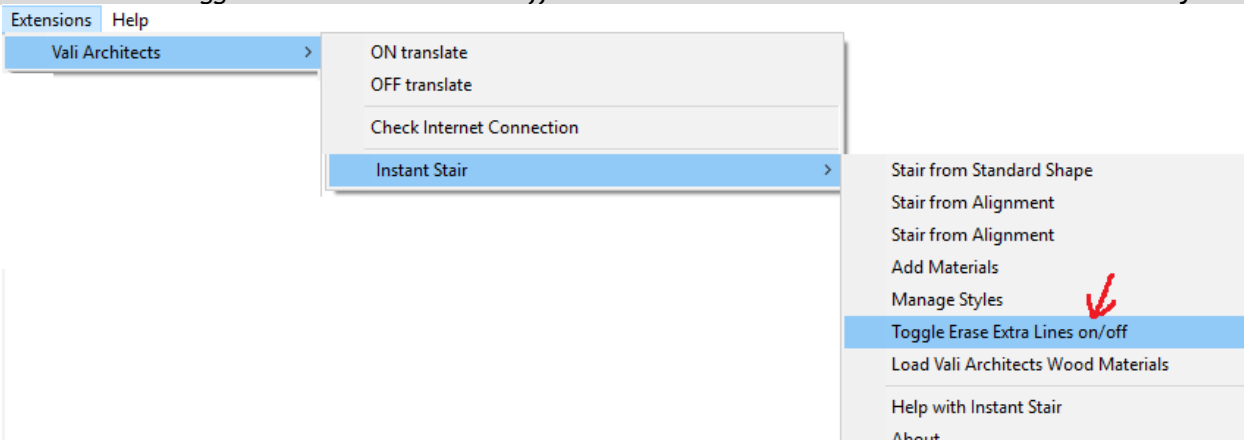 Extensions Help
Vali Architects
ON translate
OFF translate
Check Internet Connection
Instant Stair
Stair from Standard Shape
Stair from Alignment
Stair from Alignment
Add Materials
Manage Styles
Toggle Erase Extra Lines on/off
Load Vali Architects Wood Materials
Help with Instant Stair
About